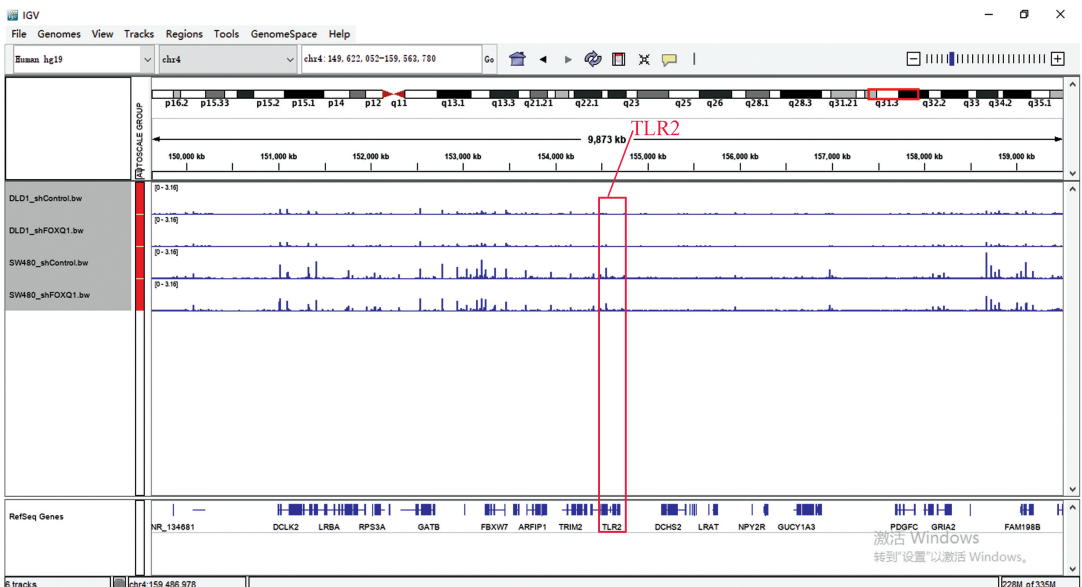 IGV
File Genomes View Tracks Regions Tools GenomeSpace Help
Human hg19 chr4 chr4:149,622,052-159,563,780 Go
p16.2 p15.33 p15.2 p15.1 p14 p12 q11 q13.1 q13.3 q21.21 q22.1 q23 q25 q26 q28.1 q28.3 q31.21 q31.3 q32.2 q33 q34.2 q35.1
AUTOSCALE GROUP
TLR2
9,873 kb
150,000 kb 151,000 kb 152,000 kb 153,000 kb 154,000 kb 155,000 kb 156,000 kb 157,000 kb 158,000 kb 159,000 kb
[0 - 3.16]
DLD1_shControl.bw
[0 - 3.16]
DLD1_shFOXQ1.bw
[0 - 3.16]
SW480_shControl.bw
[0 - 3.16]
SW480_shFOXQ1.bw
RefSeq Genes
NR_134681 DCLK2 LRBA RPS3A GATB FBXW7 ARFIP1 TRIM2 TLR2 DCHS2 LRAT NPY2R GUCY1A3 PDGFC GRIA2 FAM198B
激活 Windows
转到"设置"以激活 Windows。
6 tracks chr4:159,486,978 228M of 335M